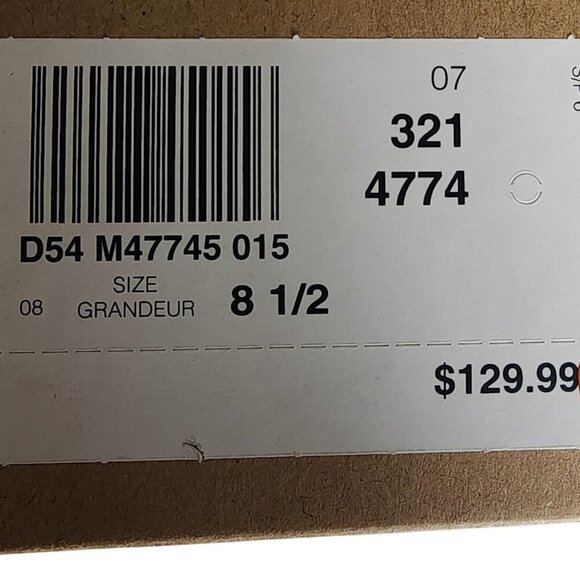 07
321
4774
D54 M47745 015
SIZE
08 GRANDEUR 8 1/2
$129.99